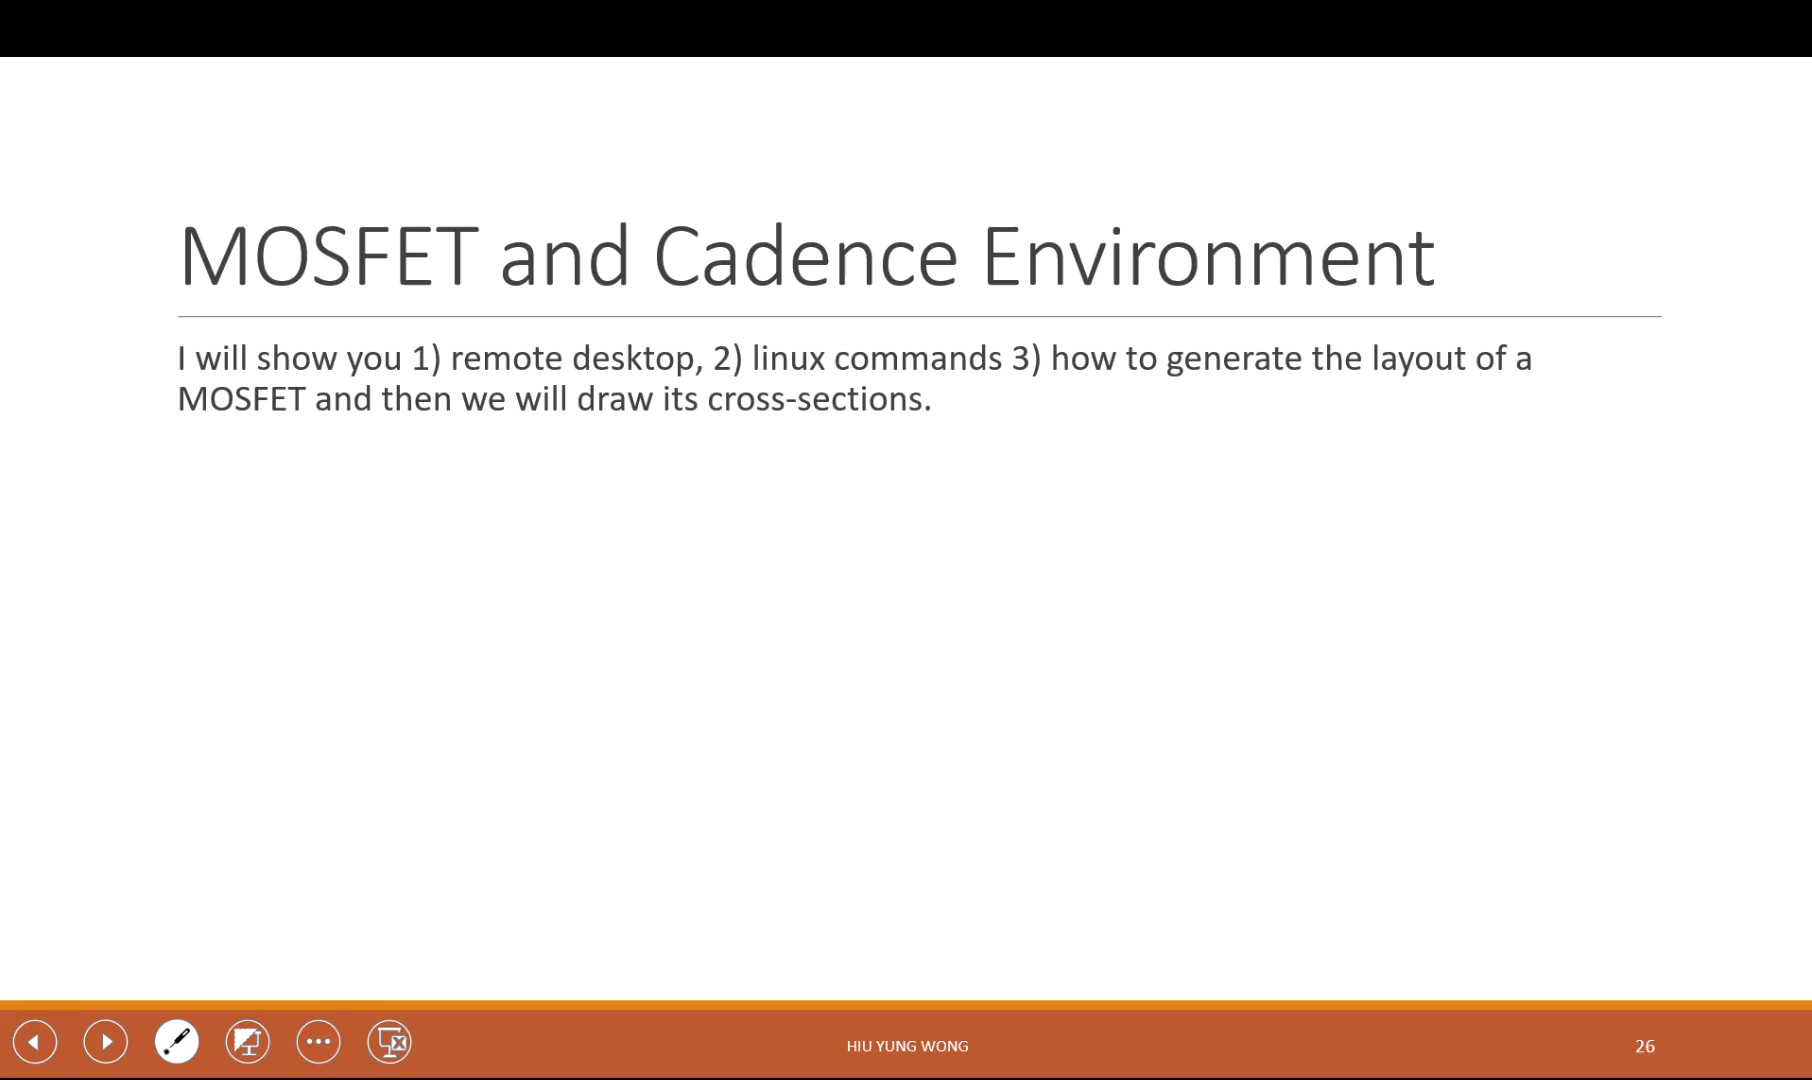 MOSFET and Cadence Environment
I will show you 1) remote desktop, 2) linux commands 3) how to generate the layout of a
MOSFET and then we will draw its cross-sections.
HIU YUNG WONG
26